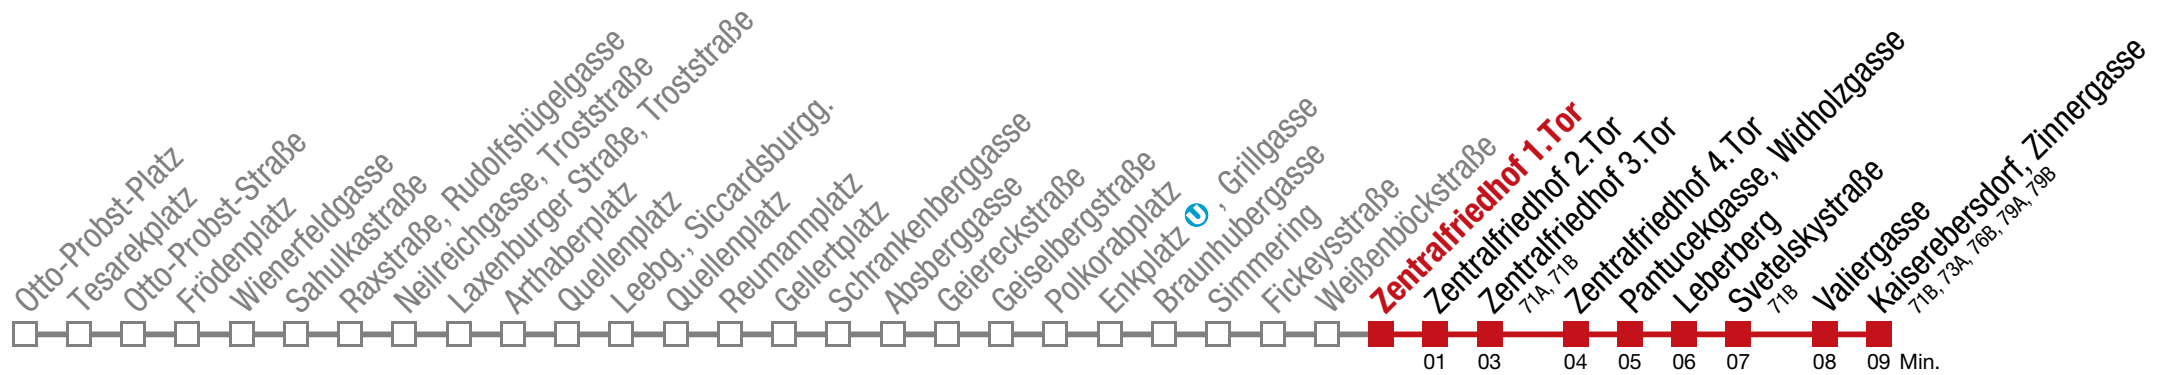 Otto-Probst-Platz
Tesarekplatz
Otto-Probst-Straße
Frödenplatz
Wienerfeldgasse
Sahulkastraße
Raxstraße, Rudolfshügelgasse
Neilreichgasse, Troststraße
Laxenburger Straße, Troststraße
Arthaberplatz
Quellenplatz
Leebg., Siccardsburgg.
Quellenplatz
Reumannplatz
Gellertplatz
Schrankenberggasse
Absberggasse
Geiereckstraße
Geiselbergstraße
Polkorabplatz
Enkplatz U , Grillgasse
Braunhubergasse
Simmering
Fickeysstraße
Weißenböckstraße
Zentralfriedhof 1.Tor
Zentralfriedhof 2.Tor
Zentralfriedhof 3.Tor
71A, 71B
Zentralfriedhof 4.Tor
Pantucekgasse, Widholzgasse
Leberberg
Svetelskystraße
71B
Valiergasse
Kaiserebersdorf, Zinnergasse
71B, 73A, 76B, 79A, 79B
01 03 04 05 06 07 08 09 Min.